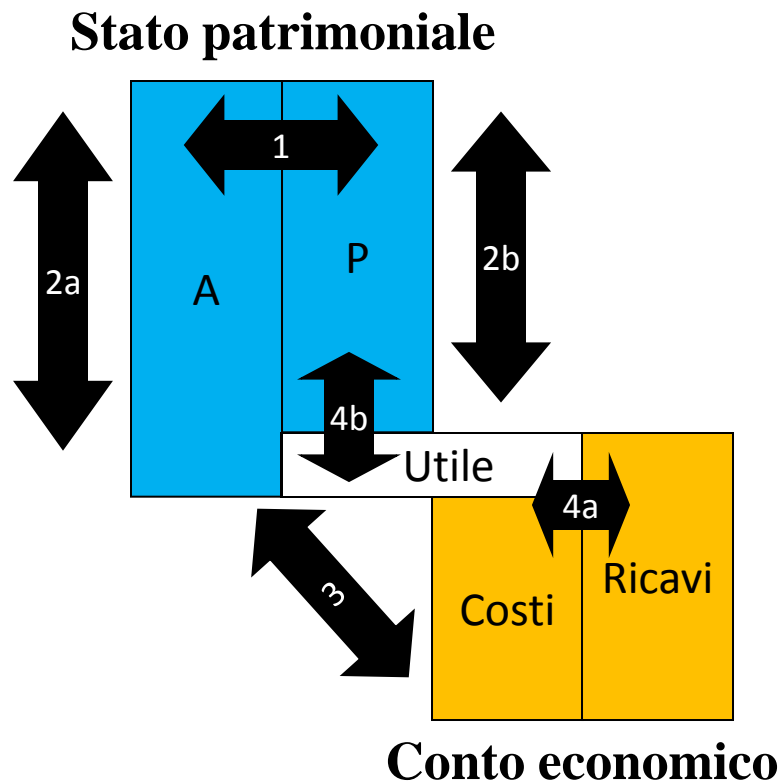 Stato patrimoniale
1
2a
A
P
2b
4b
Utile
4a
3
Costi
Ricavi
Conto economico